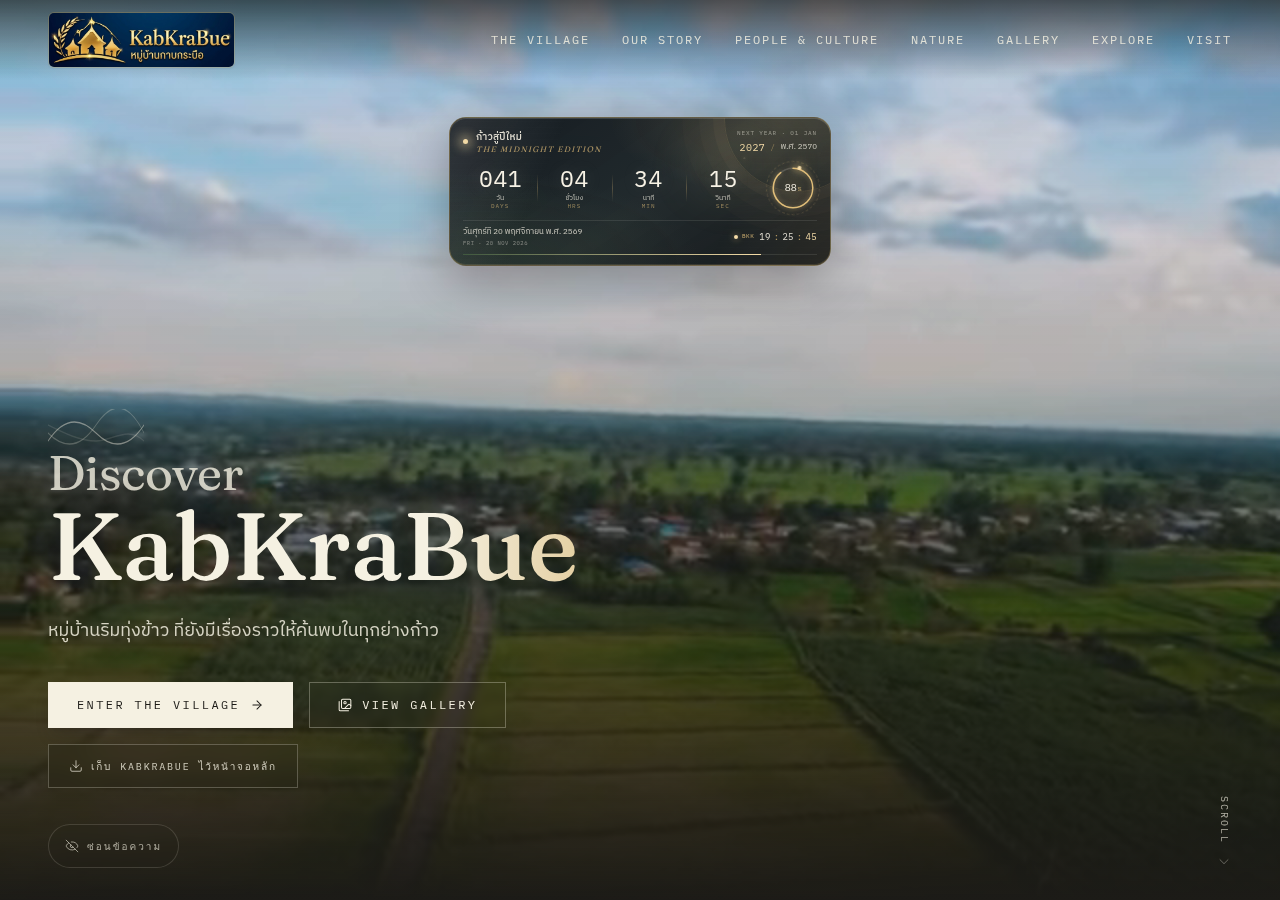 KabKraBue
หมู่บ้านกาบกระบือ
THE VILLAGE
OUR STORY
PEOPLE & CULTURE
NATURE
GALLERY
EXPLORE
VISIT
ก้าวสู่ปีใหม่
THE MIDNIGHT EDITION
NEXT YEAR · 01 JAN
2027 / พ.ศ. 2570
041 04 34 15
วัน ชั่วโมง นาที วินาที
DAYS HRS MIN SEC
88%
วันศุกร์ที่ 20 พฤศจิกายน พ.ศ. 2569
FRI · 20 NOV 2026
BKK 19 : 25 : 45
Discover
KabKraBue
หมู่บ้านริมทุ่งข้าว ที่ยังมีเรื่องราวให้ค้นพบในทุกย่างก้าว
ENTER THE VILLAGE
VIEW GALLERY
เก็บ KABKRABUE ไว้หน้าจอหลัก
ซ่อนข้อความ
SCROLL